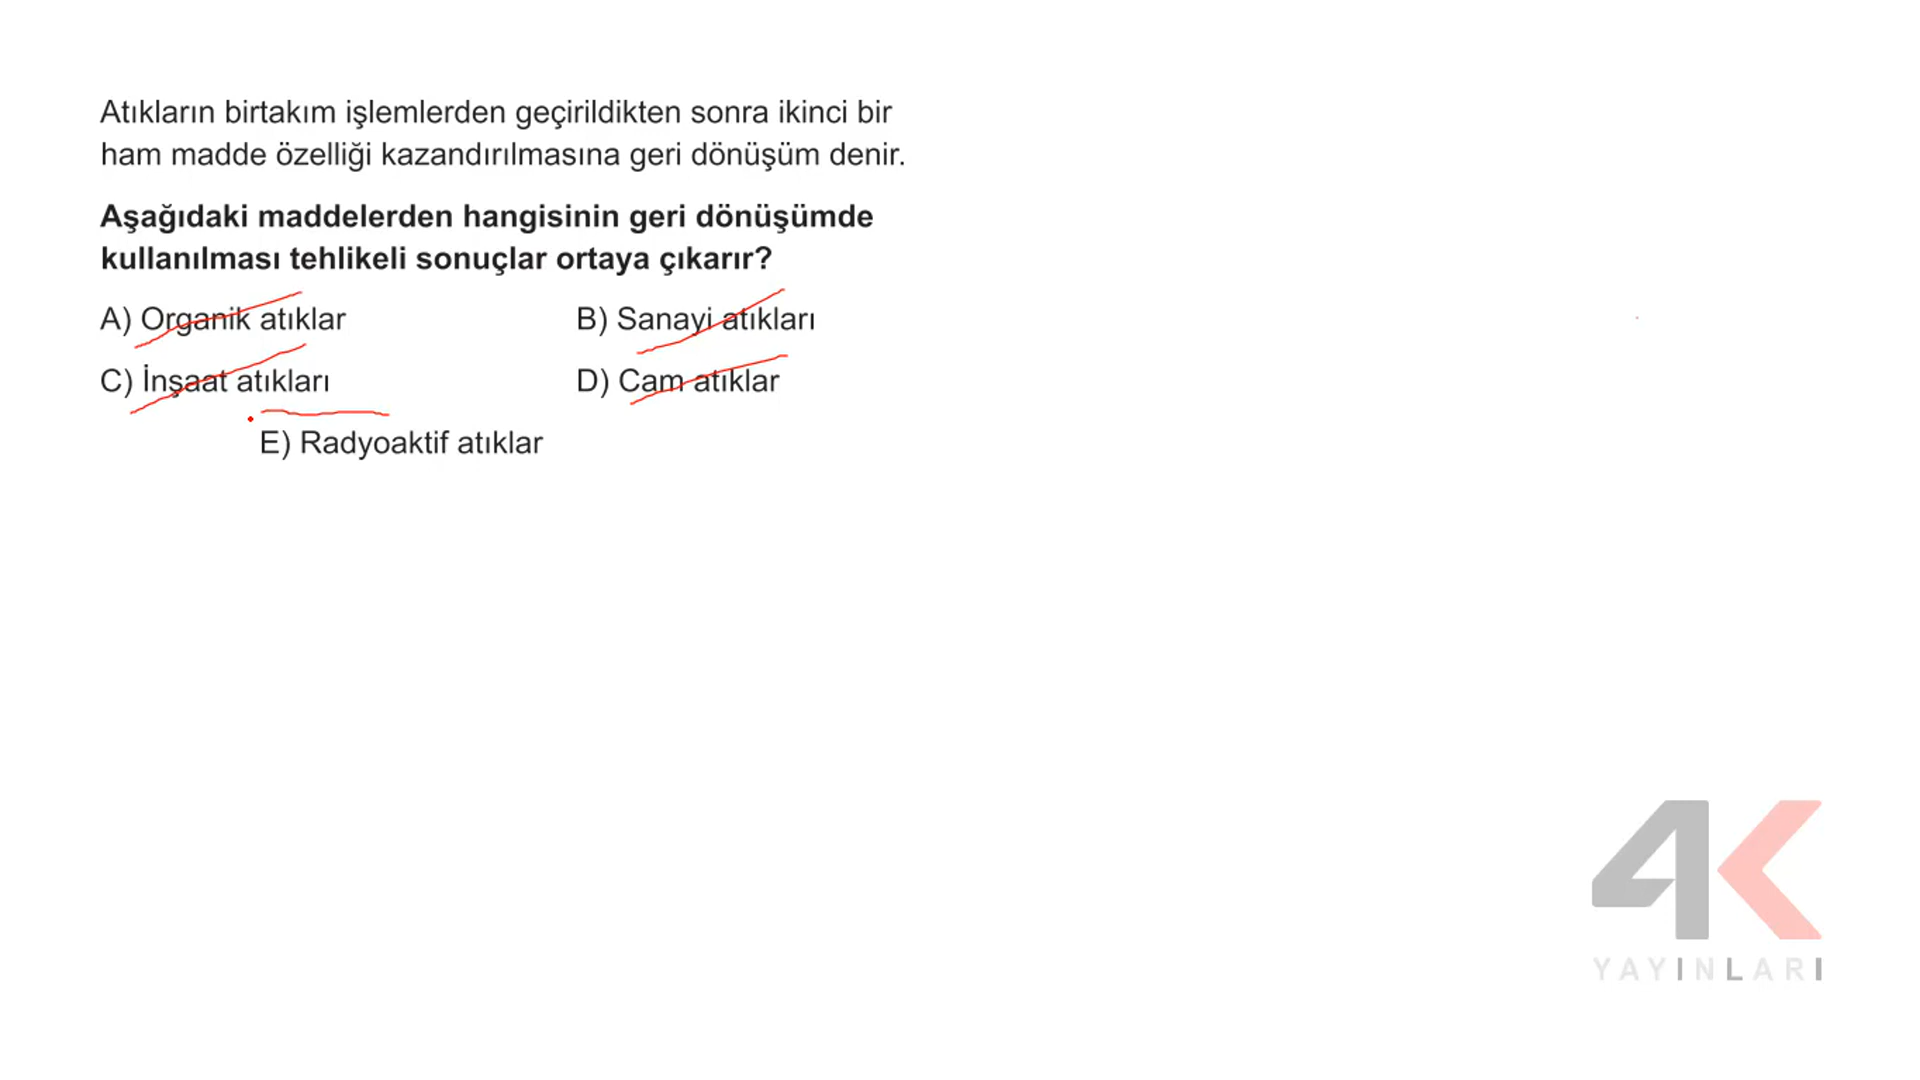 Atıkların birtakım işlemlerden geçirildikten sonra ikinci bir
ham madde özelliği kazandırılmasına geri dönüşüm denir.
Aşağıdaki maddelerden hangisinin geri dönüşümde
kullanılması tehlikeli sonuçlar ortaya çıkarır?
A) Organik atıklar B) Sanayi atıkları
C) İnşaat atıkları D) Cam atıklar
E) Radyoaktif atıklar
4K
YAYINLARI